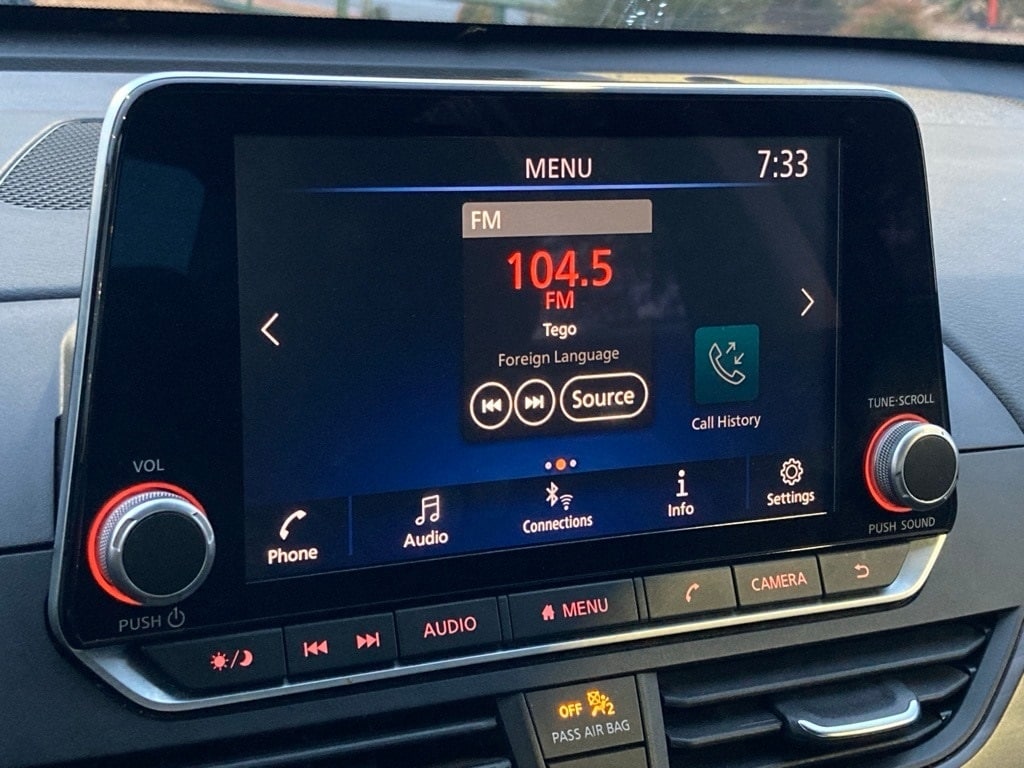 MENU
7:33
FM
104.5
FM
Tego
Foreign Language
Source
Call History
Phone
Audio
Connections
Info
Settings
VOL
PUSH
TUNE·SCROLL
PUSH SOUND
AUDIO
MENU
CAMERA
OFF
2
PASS AIR BAG